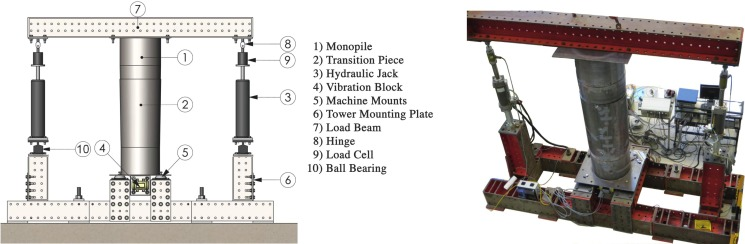 7
8
1
9
2
3
10
4
5
6
1) Monopile
2) Transition Piece
3) Hydraulic Jack
4) Vibration Block
5) Machine Mounts
6) Tower Mounting Plate
7) Load Beam
8) Hinge
9) Load Cell
10) Ball Bearing